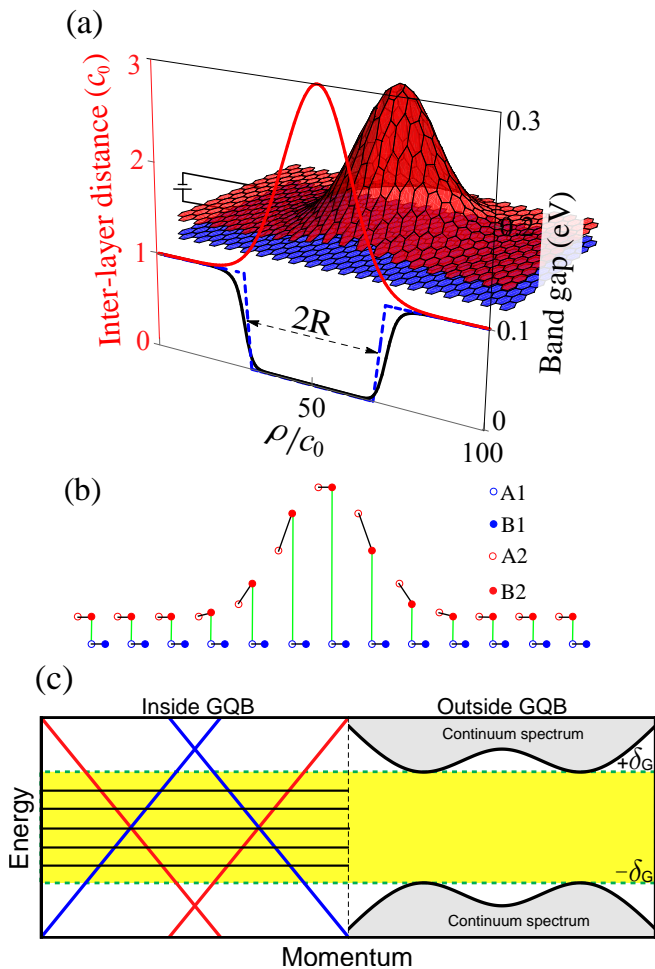 (a)
Inter-layer distance (c₀)
3
2
1
0
0.3
0.2
0.1
0
Band gap (eV)
2R
50
100
ρ/c₀
(b)
A1
B1
A2
B2
(c)
Inside GQB
Outside GQB
Continuum spectrum
+δG
−δG
Continuum spectrum
Energy
Momentum